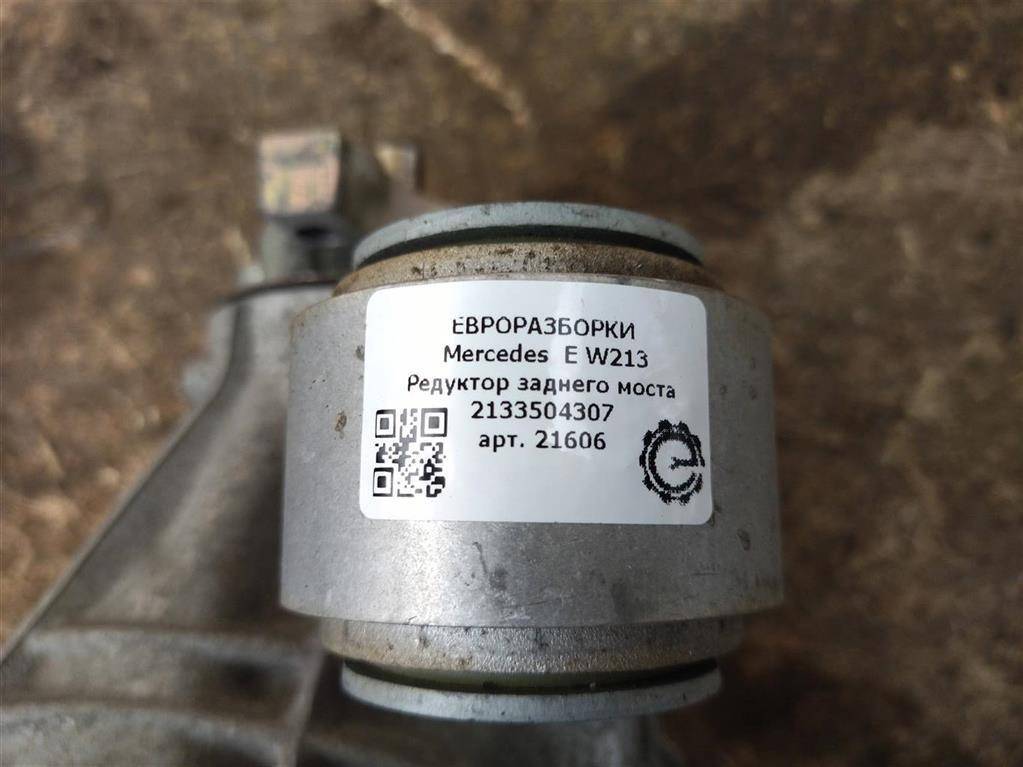 ЕВРОРАЗБОРКИ
Mercedes E W213
Редуктор заднего моста
2133504307
арт. 21606